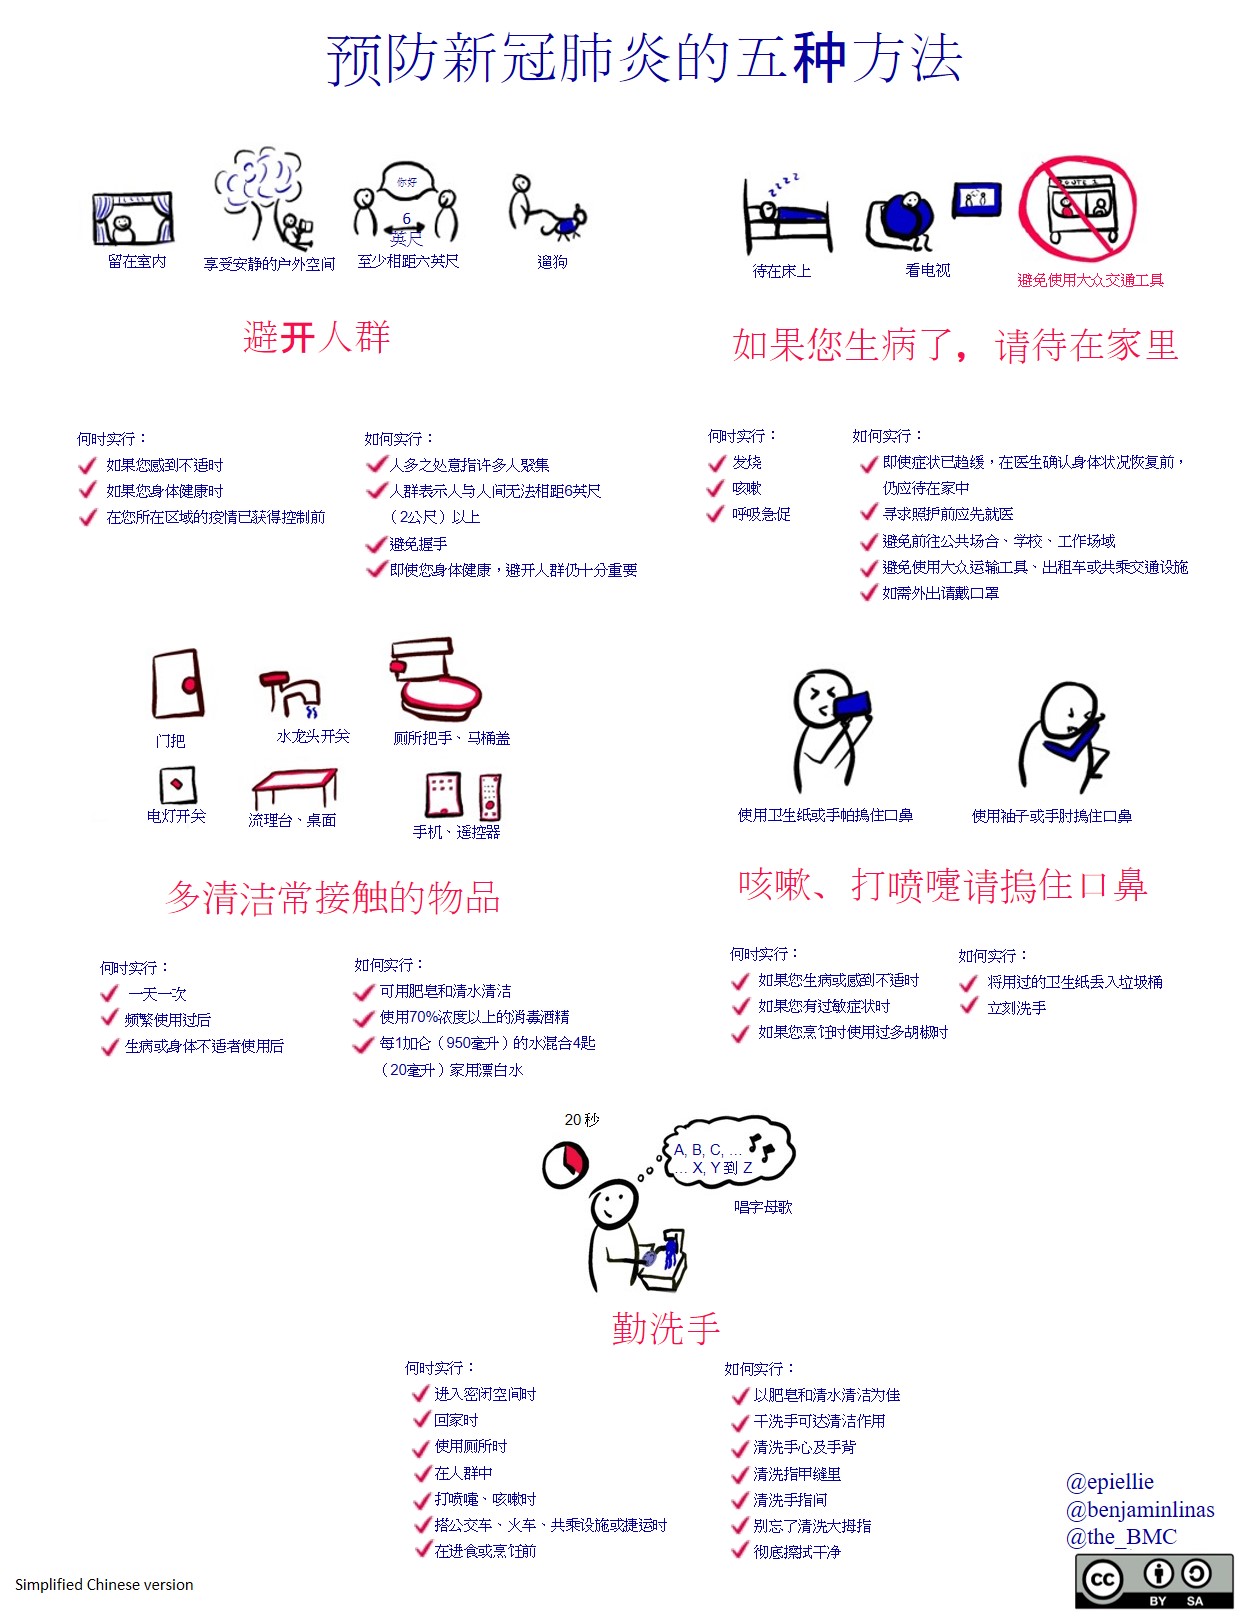 预防新冠肺炎的五种方法
你好
6
英尺
留在室内
享受安静的户外空间
至少相距六英尺
遛狗
避开人群
何时实行：
如果您感到不适时
如果您身体健康时
在您所在区域的疫情已获得控制前
如何实行：
人多之处意指许多人聚集
人群表示人与人间无法相距6英尺
（2公尺）以上
避免握手
即使您身体健康，避开人群仍十分重要
zzzz
ROUTE 1
待在床上
看电视
避免使用大众交通工具
如果您生病了，请待在家里
何时实行：
发烧
咳嗽
呼吸急促
如何实行：
即使症状已趋缓，在医生确认身体状况恢复前，
仍应待在家中
寻求照护前应先就医
避免前往公共场合、学校、工作场域
避免使用大众运输工具、出租车或共乘交通设施
如需外出请戴口罩
门把
水龙头开关
厕所把手、马桶盖
电灯开关
流理台、桌面
手机、遥控器
多清洁常接触的物品
何时实行：
一天一次
频繁使用过后
生病或身体不适者使用后
如何实行：
可用肥皂和清水清洁
使用70%浓度以上的消毒酒精
每1加仑（950毫升）的水混合4匙
（20毫升）家用漂白水
使用卫生纸或手帕摀住口鼻
使用袖子或手肘摀住口鼻
咳嗽、打喷嚏请摀住口鼻
何时实行：
如果您生病或感到不适时
如果您有过敏症状时
如果您烹饪时使用过多胡椒时
如何实行：
将用过的卫生纸丢入垃圾桶
立刻洗手
20 秒
A, B, C, ...
... X, Y 到 Z
唱字母歌
勤洗手
何时实行：
进入密闭空间时
回家时
使用厕所时
在人群中
打喷嚏、咳嗽时
搭公交车、火车、共乘设施或捷运时
在进食或烹饪前
如何实行：
以肥皂和清水清洁为佳
干洗手可达清洁作用
清洗手心及手背
清洗指甲缝里
清洗手指间
别忘了清洗大拇指
彻底擦拭干净
@epiellie
@benjaminlinas
@the_BMC
cc
BY SA
Simplified Chinese version